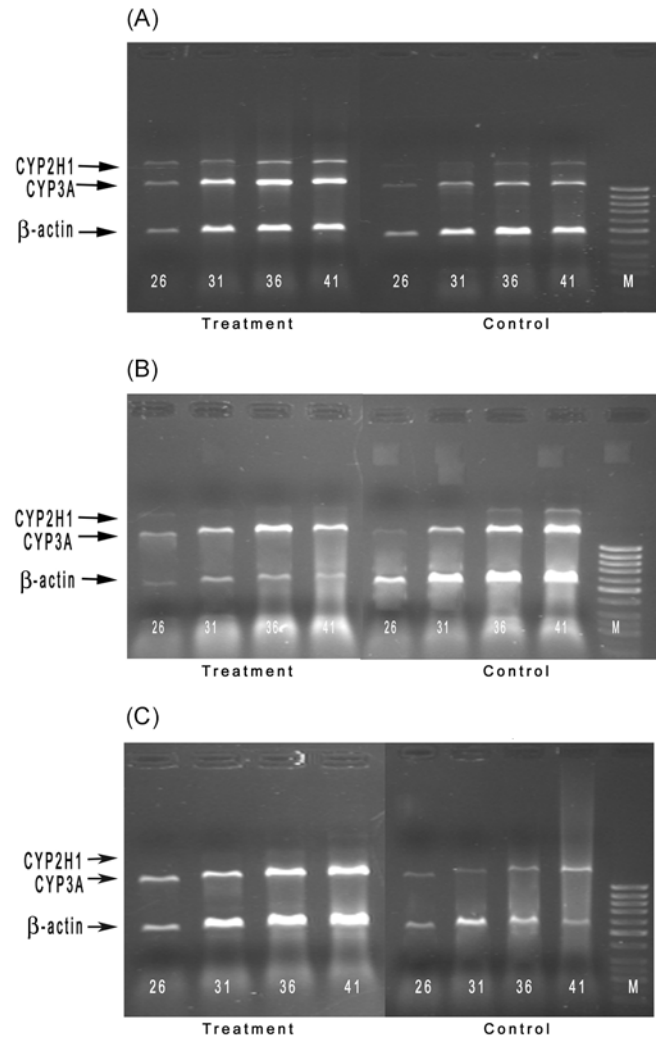 (A)
CYP2H1
CYP3A
β-actin
26 31 36 41 26 31 36 41 M
Treatment Control
(B)
CYP2H1
CYP3A
β-actin
26 31 36 41 26 31 36 41 M
Treatment Control
(C)
CYP2H1
CYP3A
β-actin
26 31 36 41 26 31 36 41 M
Treatment Control